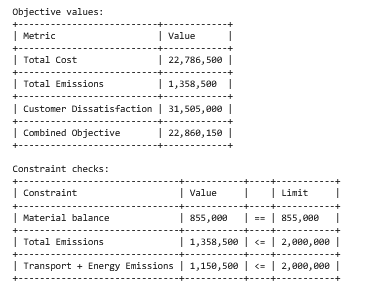 Objective values:
+-------------------------+------------+
| Metric                  | Value      |
+-------------------------+------------+
| Total Cost              | 22,786,500 |
+-------------------------+------------+
| Total Emissions         | 1,358,500  |
+-------------------------+------------+
| Customer Dissatisfaction | 31,505,000 |
+-------------------------+------------+
| Combined Objective      | 22,860,150 |
+-------------------------+------------+
Constraint checks:
+-----------------------------+-----------+----+-----------+
| Constraint                  | Value     |    | Limit     |
+-----------------------------+-----------+----+-----------+
| Material balance            | 855,000   | == | 855,000   |
+-----------------------------+-----------+----+-----------+
| Total Emissions             | 1,358,500 | <= | 2,000,000 |
+-----------------------------+-----------+----+-----------+
| Transport + Energy Emissions | 1,150,500 | <= | 2,000,000 |
+-----------------------------+-----------+----+-----------+